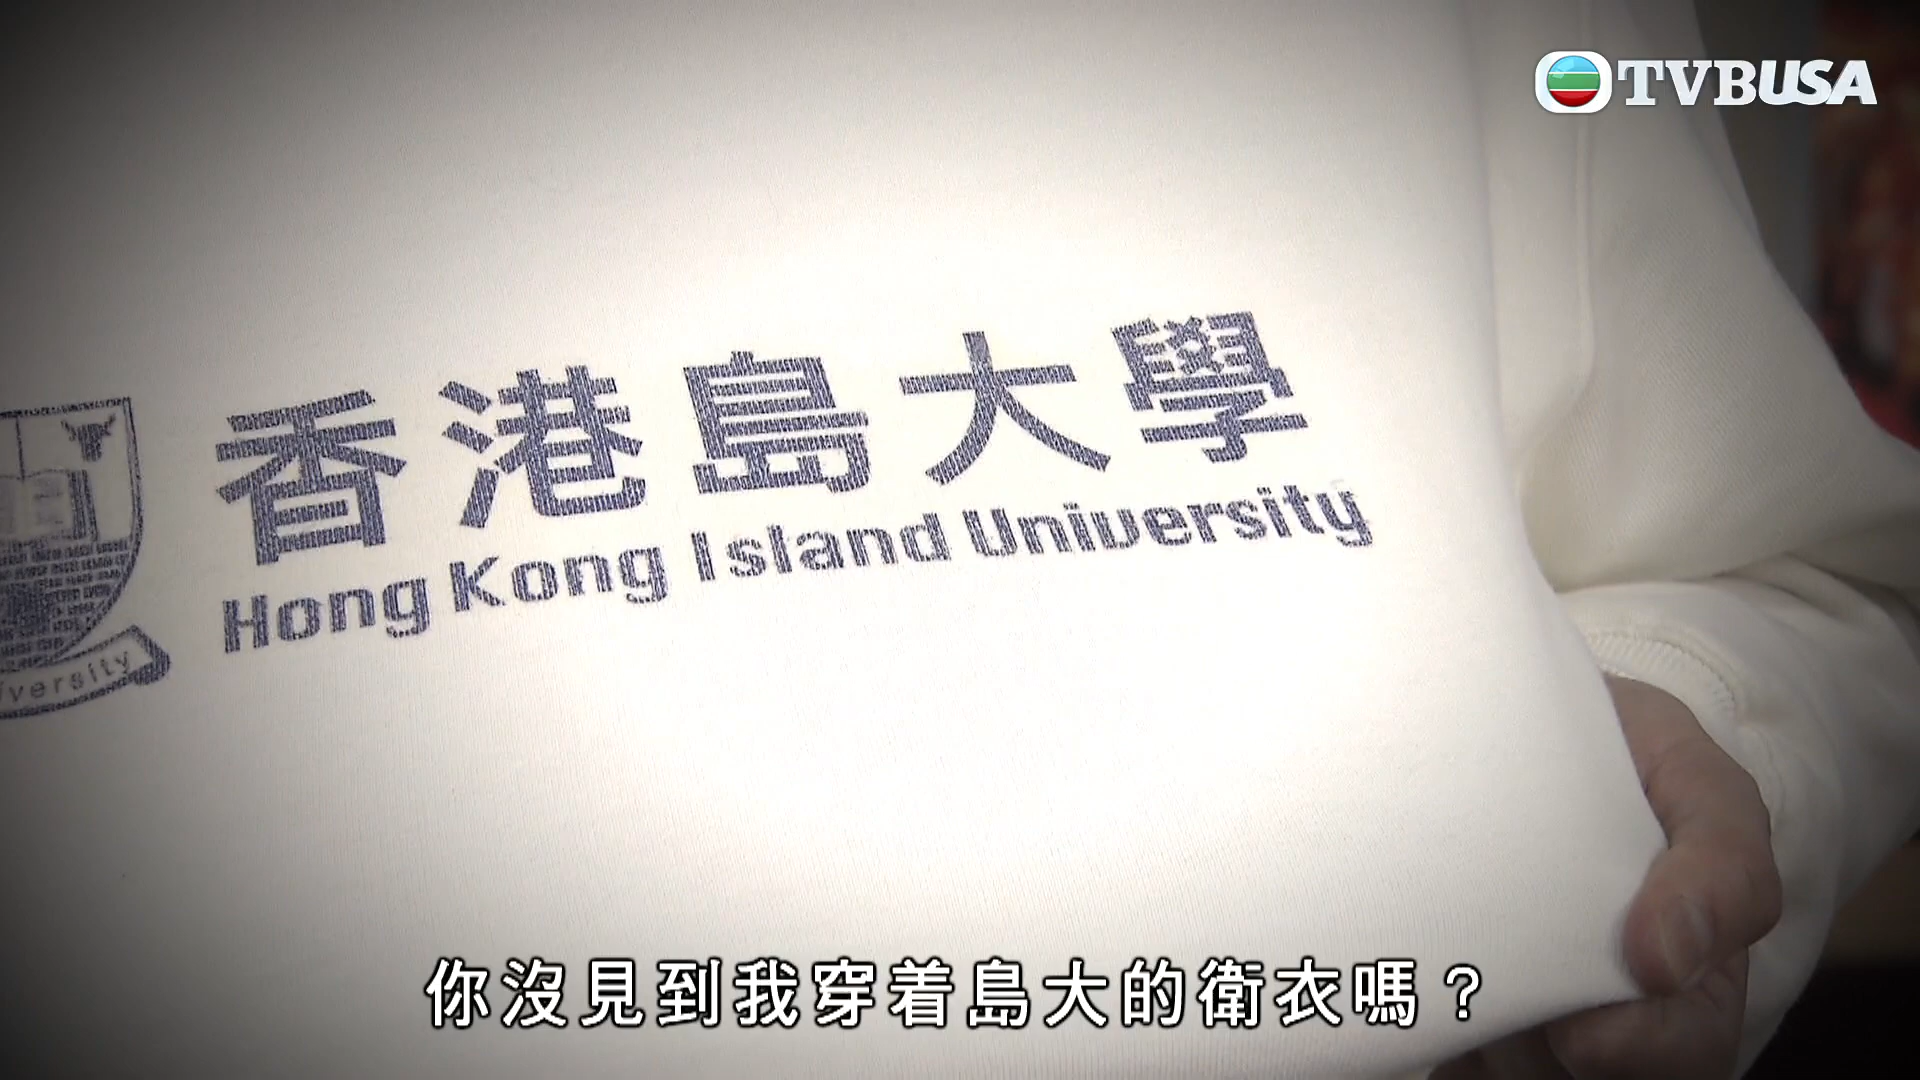 TVBUSA
香港島大學
Hong Kong Island University
iversity
你沒見到我穿着島大的衛衣嗎？